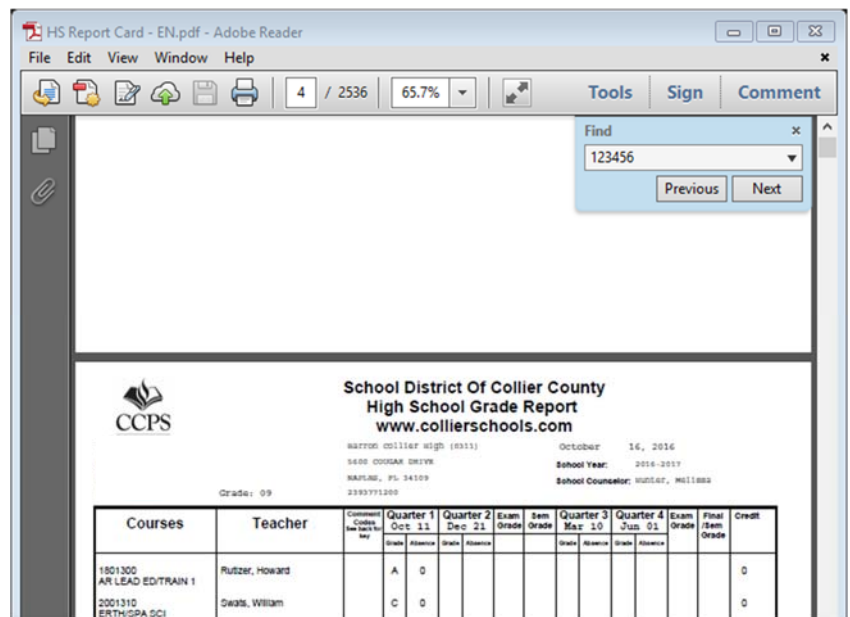 HS Report Card - EN.pdf - Adobe Reader
File Edit View Window Help
4 / 2536 65.7% Tools Sign Comment
Find
123456
Previous Next
CCPS
School District Of Collier County
High School Grade Report
www.collierschools.com
Barron Collier High (0311) October 16, 2016
5600 COUGAR DRIVE School Year: 2016-2017
NAPLES, FL 34109 School Counselor: Hunter, Melissa
Grade: 09 2393771200
Courses Teacher Comment Codes See back for key Quarter 1 Oct 11 Quarter 2 Dec 21 Exam Grade Sem Grade Quarter 3 Mar 10 Quarter 4 Jun 01 Exam Grade Final /Sem Grade Credit
Grade Absence Grade Absence Grade Absence Grade Absence
1801300 Rutizer, Howard A 0 0
AR LEAD ED/TRAIN 1
2001310 Swats, William C 0 0
ERTH/SPA SCI